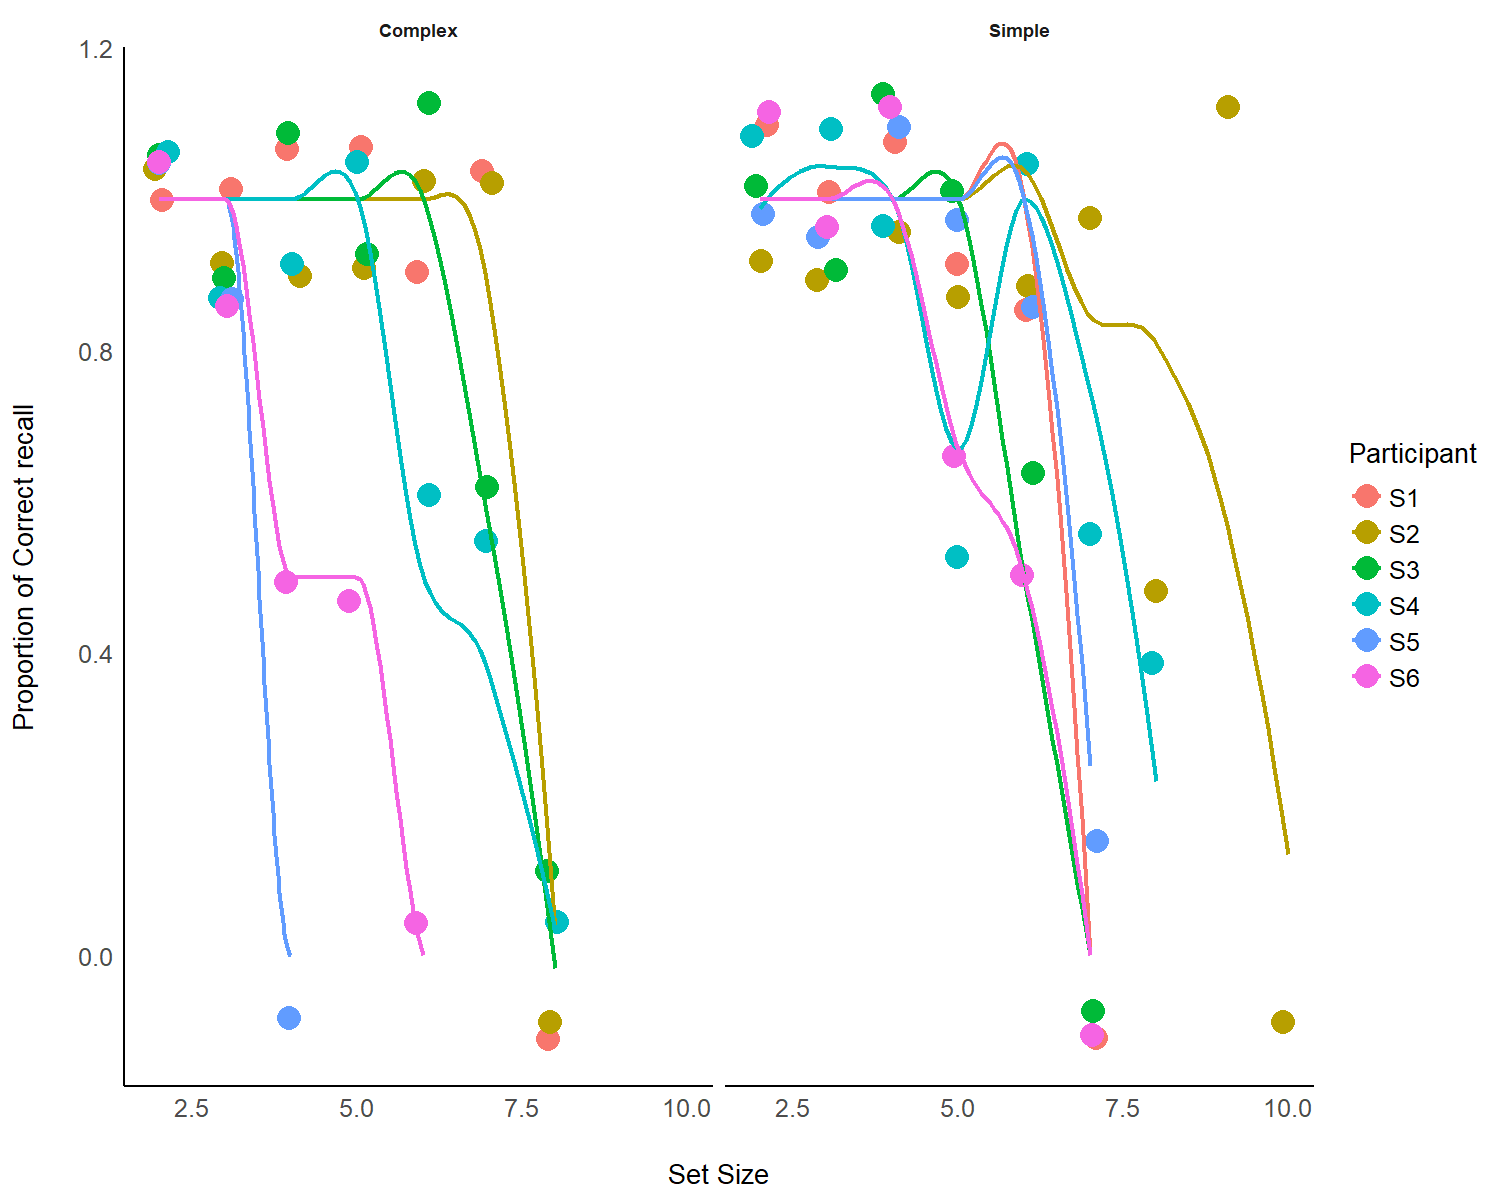 Complex
Simple
1.2
0.8
0.4
0.0
Proportion of Correct recall
2.5
5.0
7.5
10.0
2.5
5.0
7.5
10.0
Set Size
Participant
S1
S2
S3
S4
S5
S6